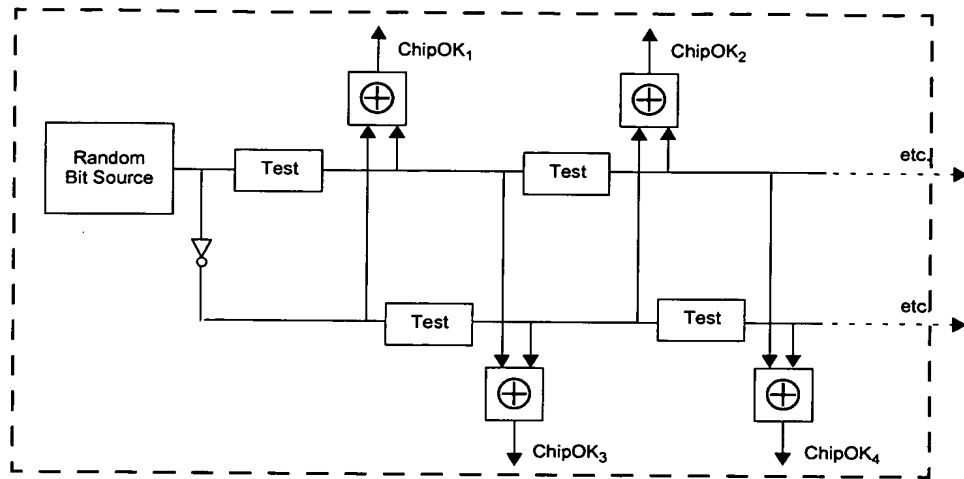 ChipOK₁
ChipOK₂
Random
Bit Source
Test
Test
etc.
Test
Test
etc
ChipOK₃
ChipOK₄